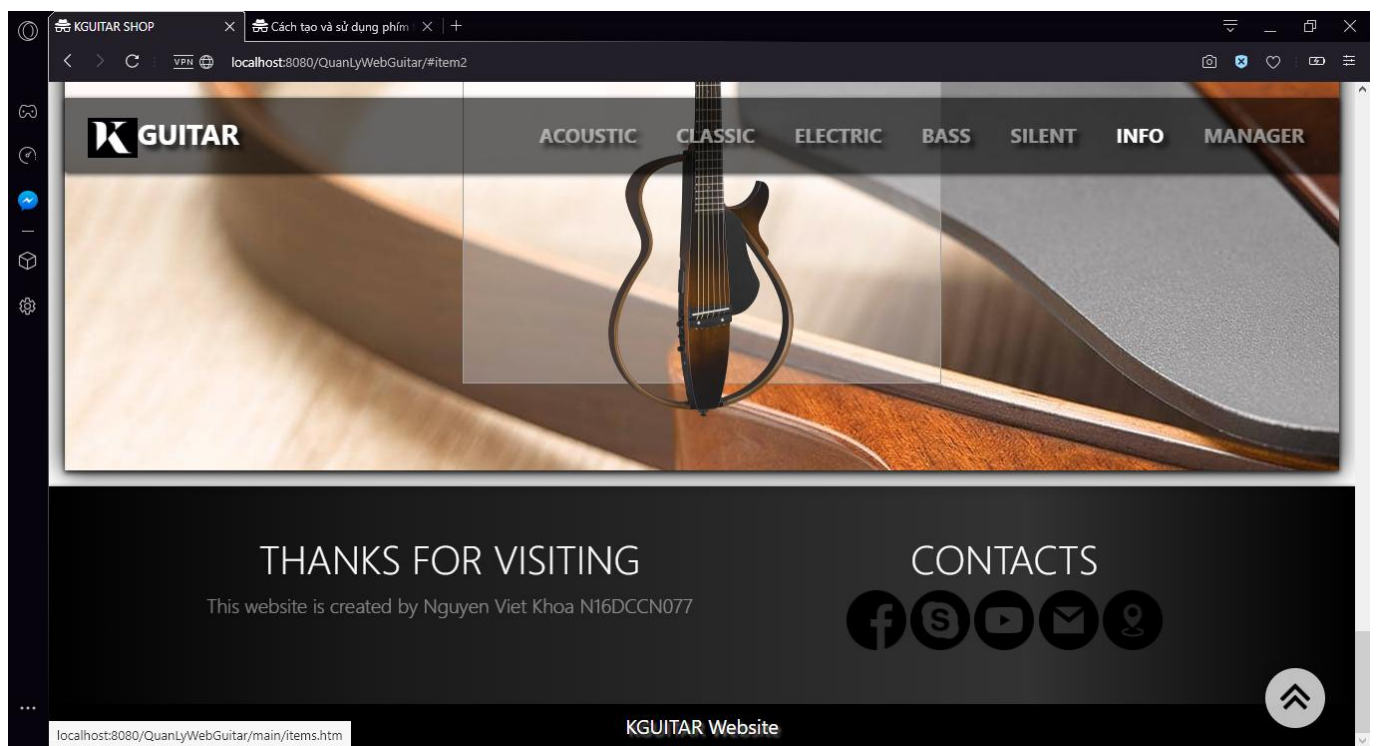 KGUITAR SHOP
Cách tạo và sử dụng phím
VPN localhost:8080/QuanLyWebGuitar/#item2
K GUITAR ACOUSTIC CLASSIC ELECTRIC BASS SILENT INFO MANAGER
THANKS FOR VISITING
This website is created by Nguyen Viet Khoa N16DCCN077
CONTACTS
KGUITAR Website
localhost:8080/QuanLyWebGuitar/main/items.htm